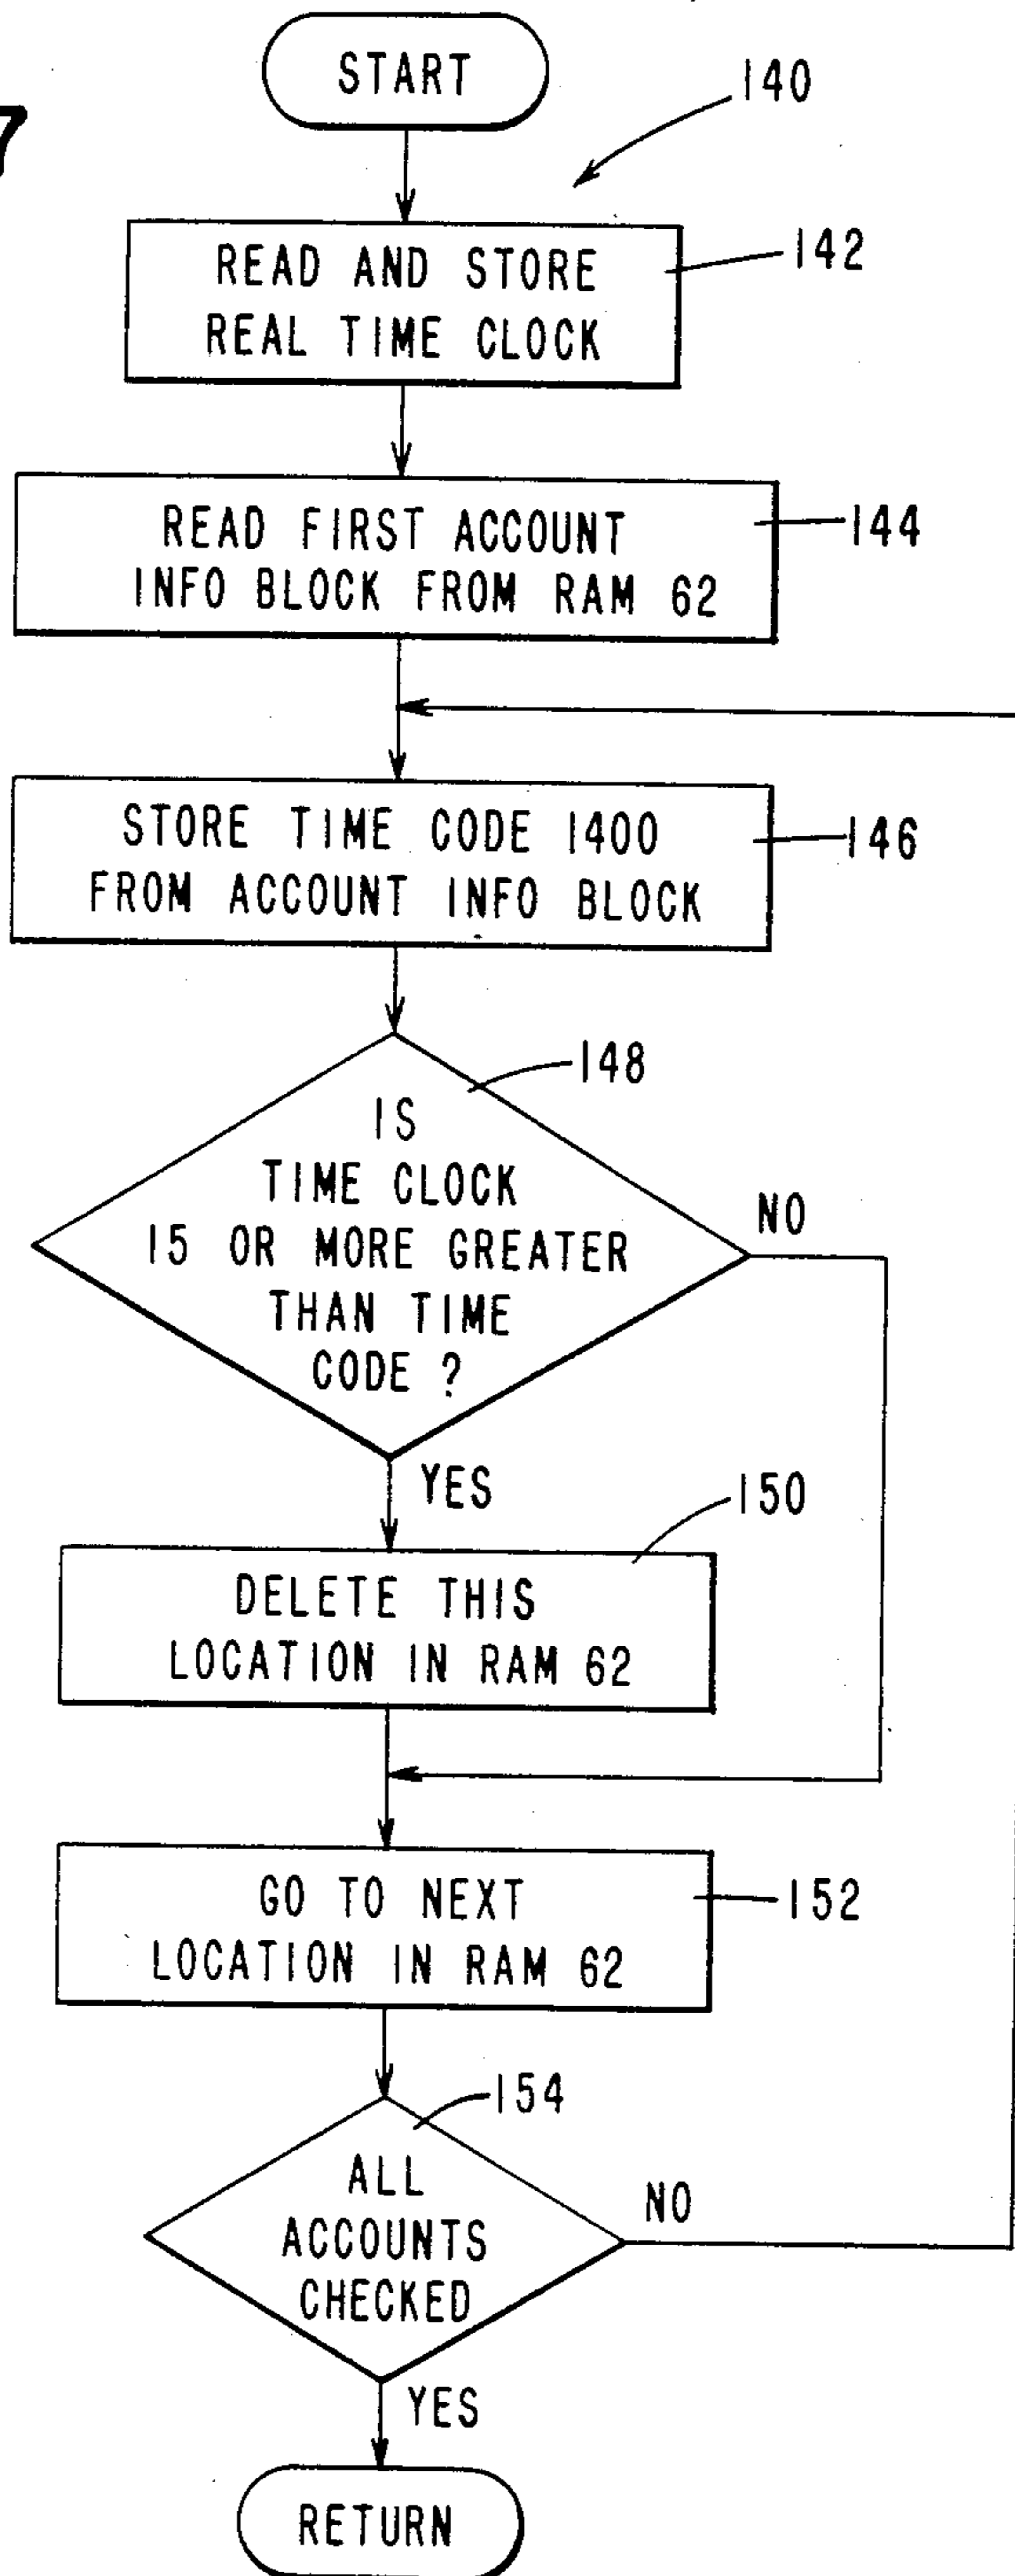 7
START
140
READ AND STORE
REAL TIME CLOCK
142
READ FIRST ACCOUNT
INFO BLOCK FROM RAM 62
144
STORE TIME CODE 1400
FROM ACCOUNT INFO BLOCK
146
148
IS
TIME CLOCK
15 OR MORE GREATER
THAN TIME
CODE ?
NO
YES
150
DELETE THIS
LOCATION IN RAM 62
GO TO NEXT
LOCATION IN RAM 62
152
154
ALL
ACCOUNTS
CHECKED
NO
YES
RETURN